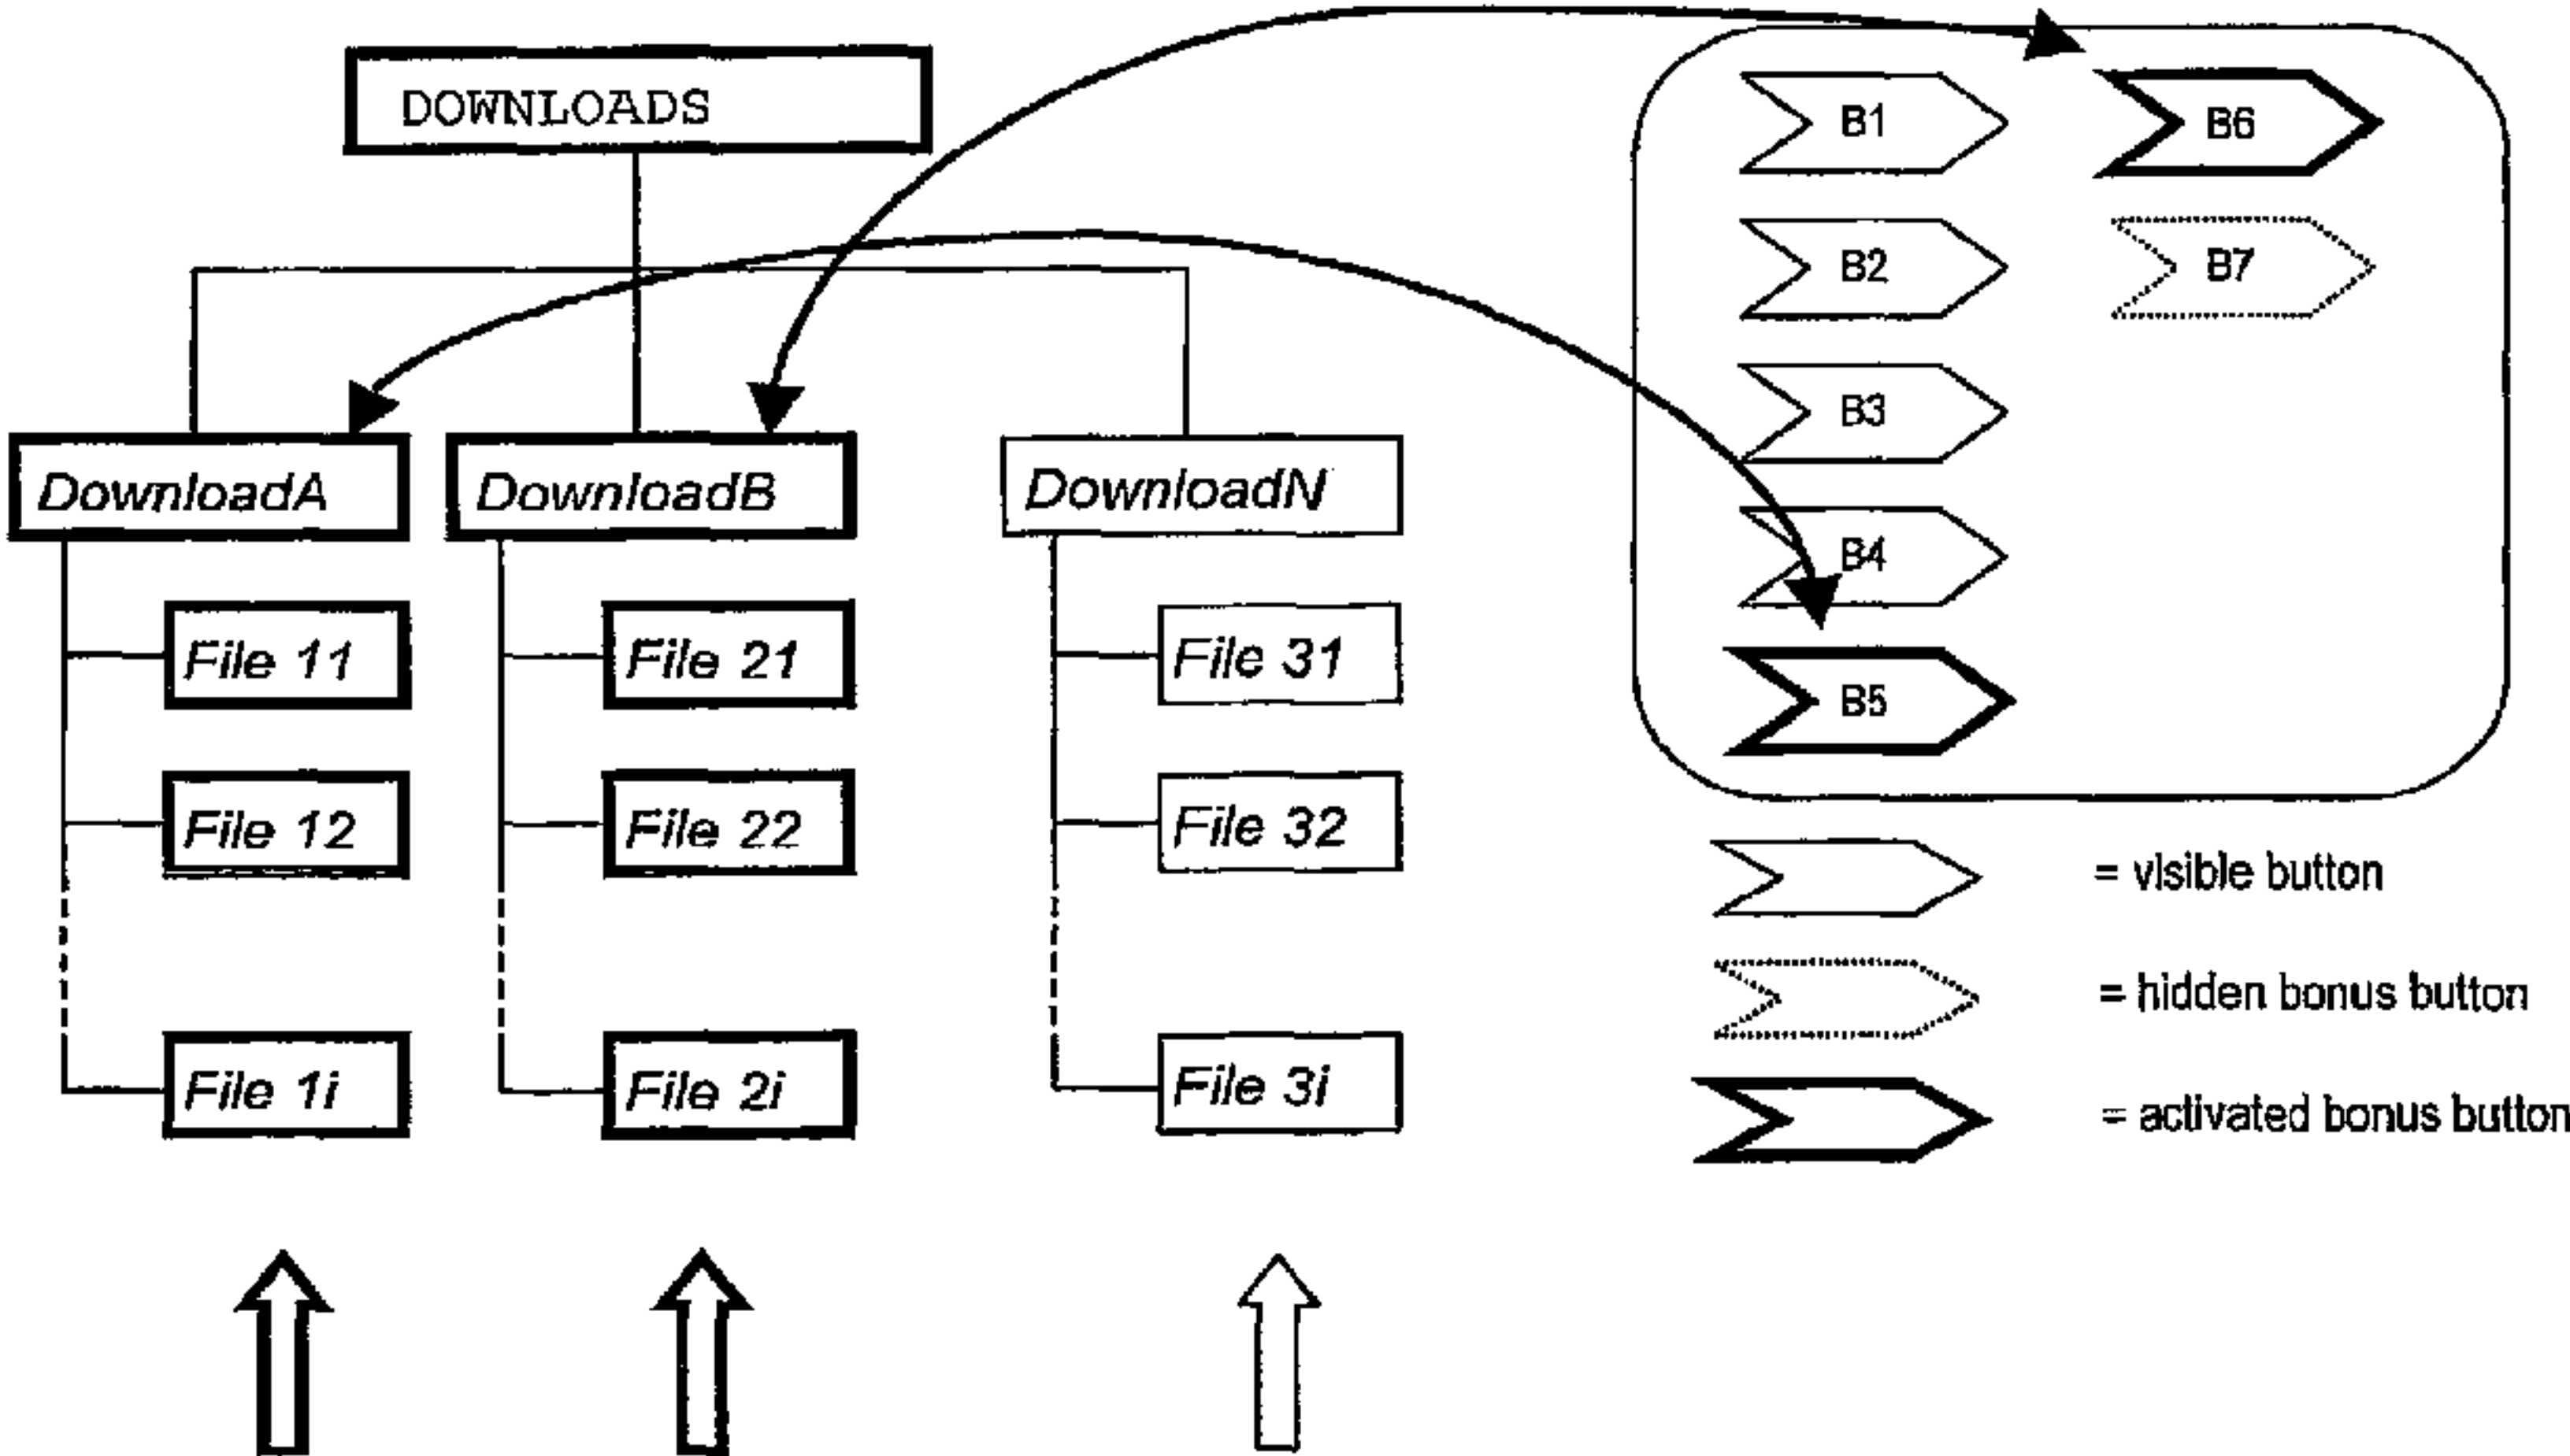 DOWNLOADS
DownloadA
DownloadB
DownloadN
File 11
File 21
File 31
File 12
File 22
File 32
File 1i
File 2i
File 3i
B1
B6
B2
B7
B3
B4
B5
= visible button
= hidden bonus button
= activated bonus button